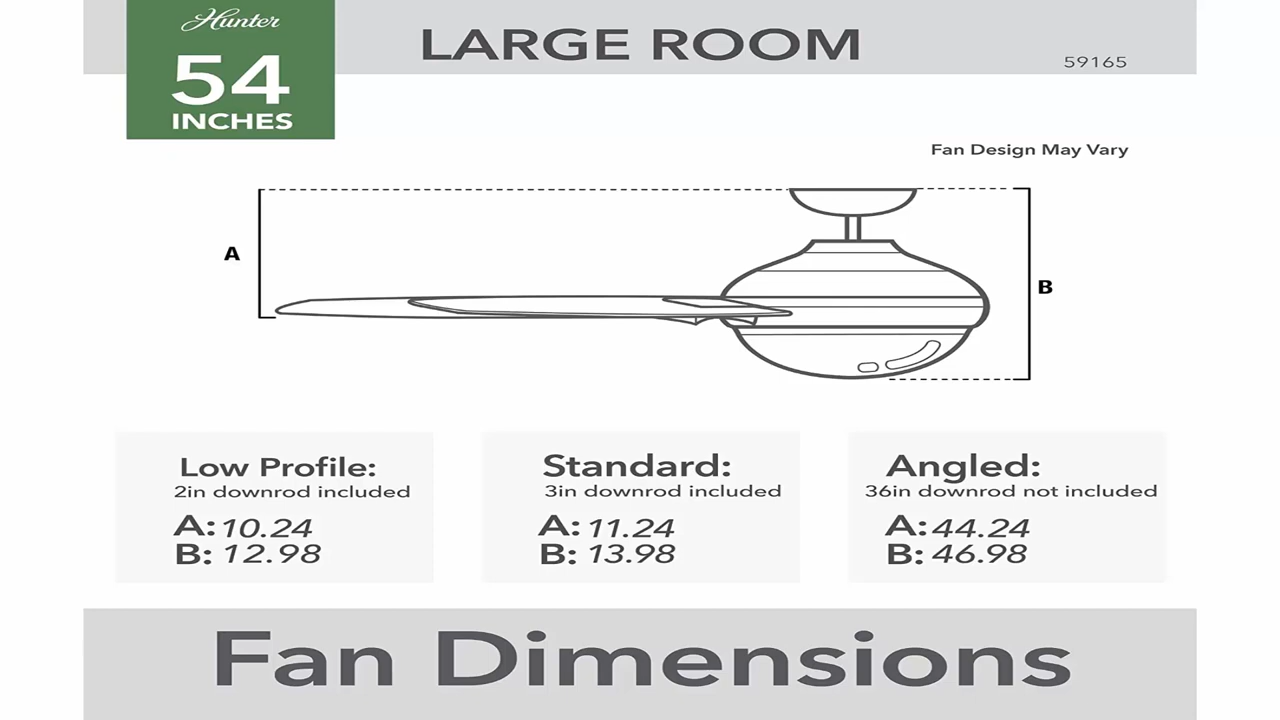 Hunter
54
INCHES
LARGE ROOM
59165
Fan Design May Vary
A
B
Low Profile:
2in downrod included
A: 10.24
B: 12.98
Standard:
3in downrod included
A: 11.24
B: 13.98
Angled:
36in downrod not included
A: 44.24
B: 46.98
Fan Dimensions